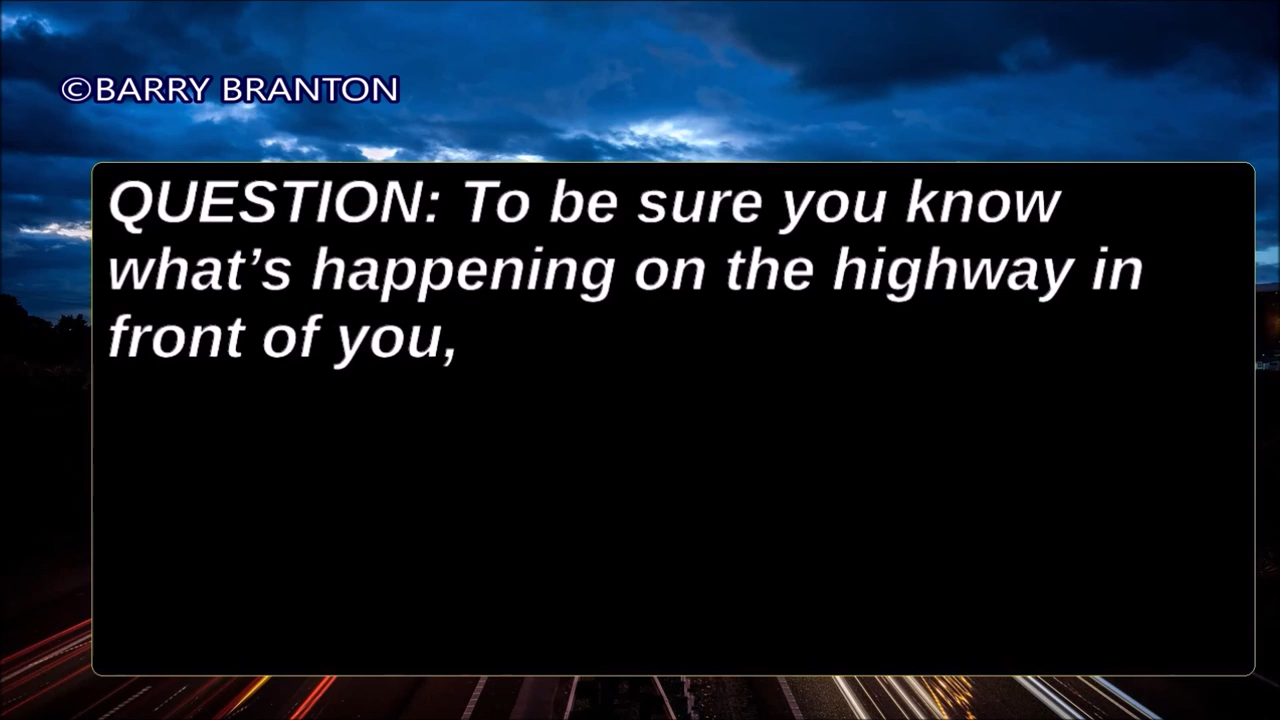 ©BARRY BRANTON
QUESTION: To be sure you know
what’s happening on the highway in
front of you,